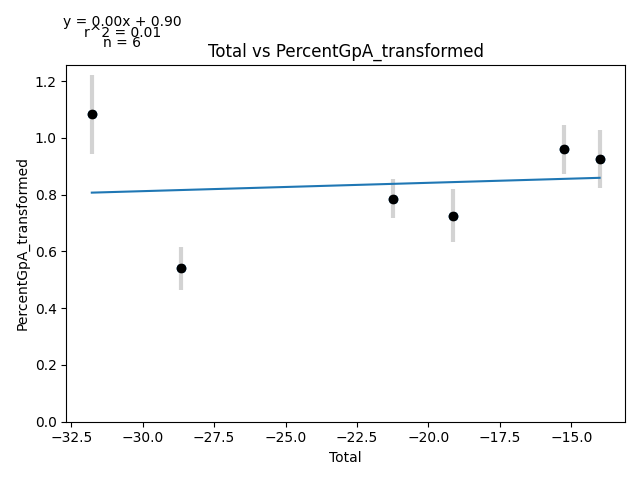 y = 0.00x + 0.90
r^2 = 0.01
n = 6
Total vs PercentGpA_transformed
PercentGpA_transformed
1.2
1.0
0.8
0.6
0.4
0.2
0.0
−32.5 −30.0 −27.5 −25.0 −22.5 −20.0 −17.5 −15.0
Total